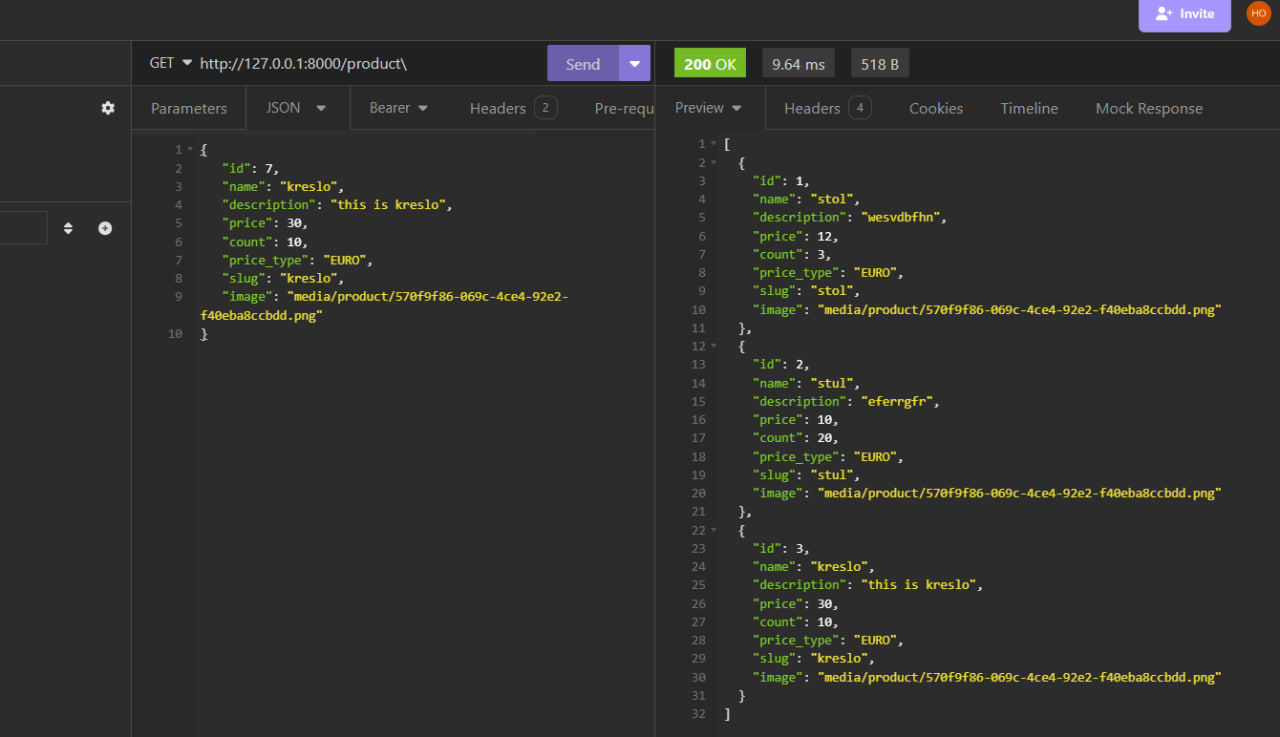 Invite
HO
GET http://127.0.0.1:8000/product\ Send
200 OK 9.64 ms 518 B
Parameters JSON Bearer Headers 2 Pre-requ
Preview Headers 4 Cookies Timeline Mock Response
1 {
2 "id": 7,
3 "name": "kreslo",
4 "description": "this is kreslo",
5 "price": 30,
6 "count": 10,
7 "price_type": "EURO",
8 "slug": "kreslo",
9 "image": "media/product/570f9f86-069c-4ce4-92e2-
f40eba8ccbdd.png"
10 }
1 [
2 {
3 "id": 1,
4 "name": "stol",
5 "description": "wesvdbfhn",
6 "price": 12,
7 "count": 3,
8 "price_type": "EURO",
9 "slug": "stol",
10 "image": "media/product/570f9f86-069c-4ce4-92e2-f40eba8ccbdd.png"
11 },
12 {
13 "id": 2,
14 "name": "stul",
15 "description": "eferrgfr",
16 "price": 10,
17 "count": 20,
18 "price_type": "EURO",
19 "slug": "stul",
20 "image": "media/product/570f9f86-069c-4ce4-92e2-f40eba8ccbdd.png"
21 },
22 {
23 "id": 3,
24 "name": "kreslo",
25 "description": "this is kreslo",
26 "price": 30,
27 "count": 10,
28 "price_type": "EURO",
29 "slug": "kreslo",
30 "image": "media/product/570f9f86-069c-4ce4-92e2-f40eba8ccbdd.png"
31 }
32 ]